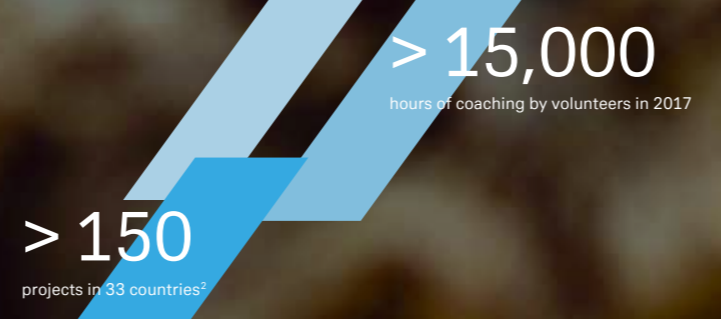 > 15,000
hours of coaching by volunteers in 2017
> 150
projects in 33 countries²